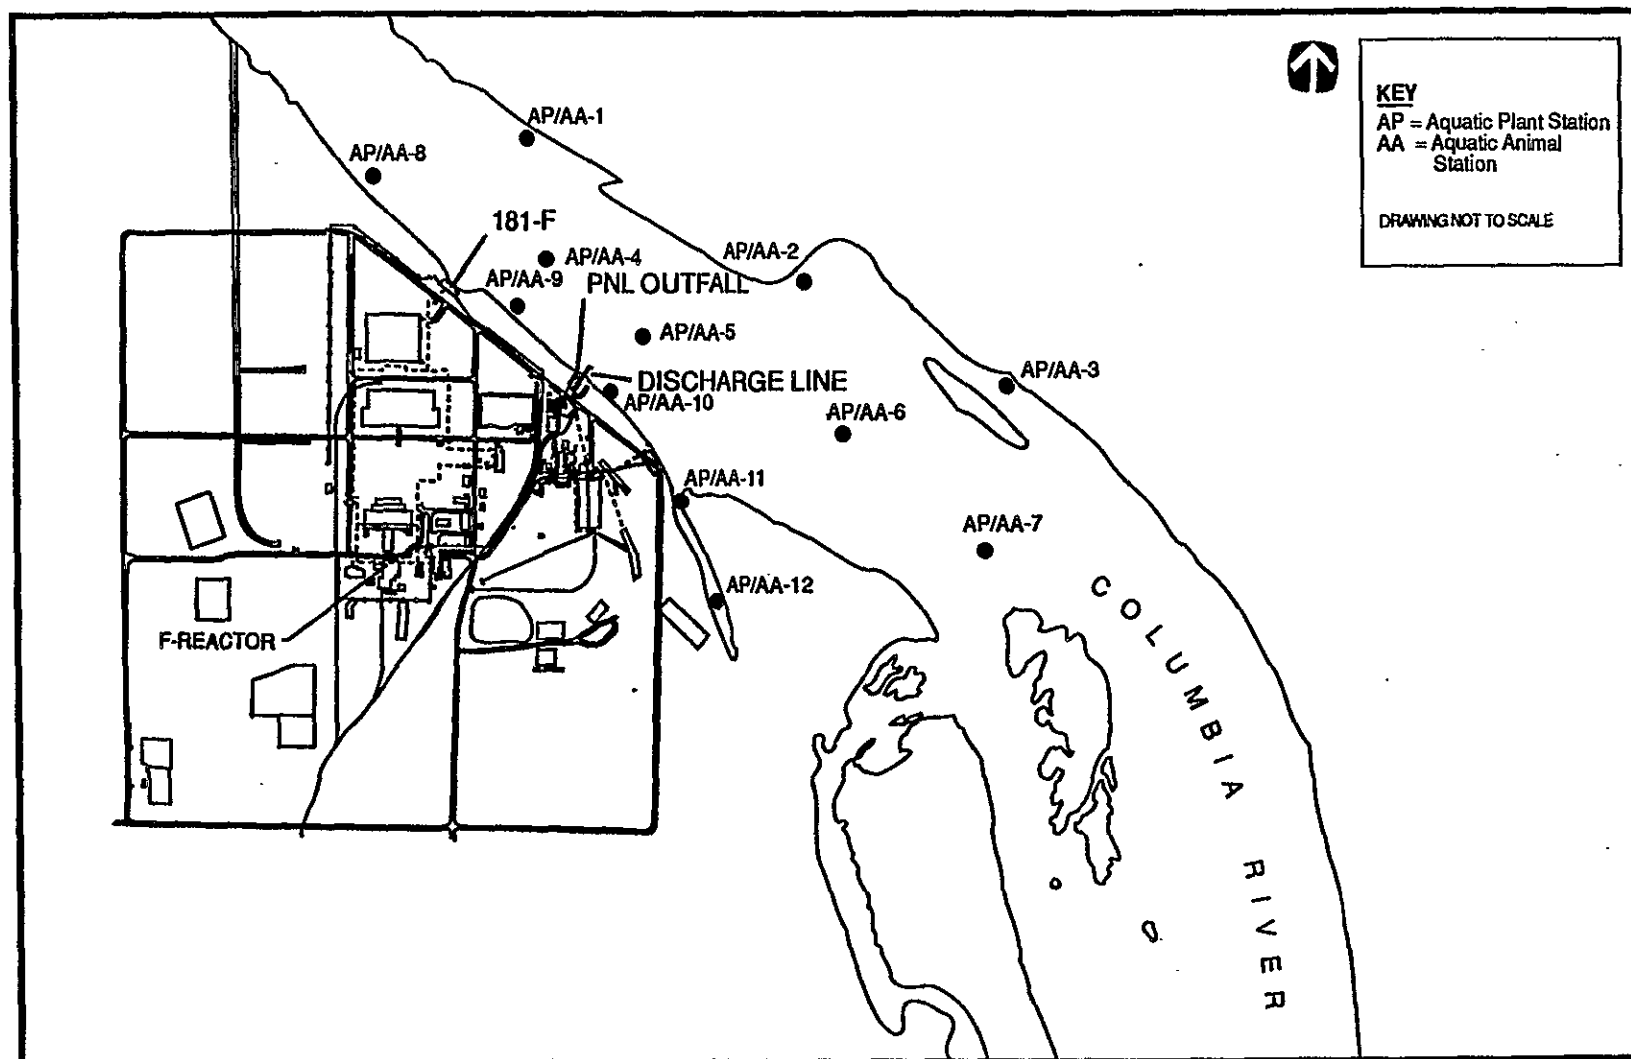 KEY
AP = Aquatic Plant Station
AA = Aquatic Animal
Station
DRAWING NOT TO SCALE
AP/AA-1
AP/AA-8
181-F
AP/AA-4
AP/AA-2
AP/AA-9
PNL OUTFALL
AP/AA-5
DISCHARGE LINE
AP/AA-3
AP/AA-10
AP/AA-6
AP/AA-11
AP/AA-7
AP/AA-12
F-REACTOR
COLUMBIA RIVER